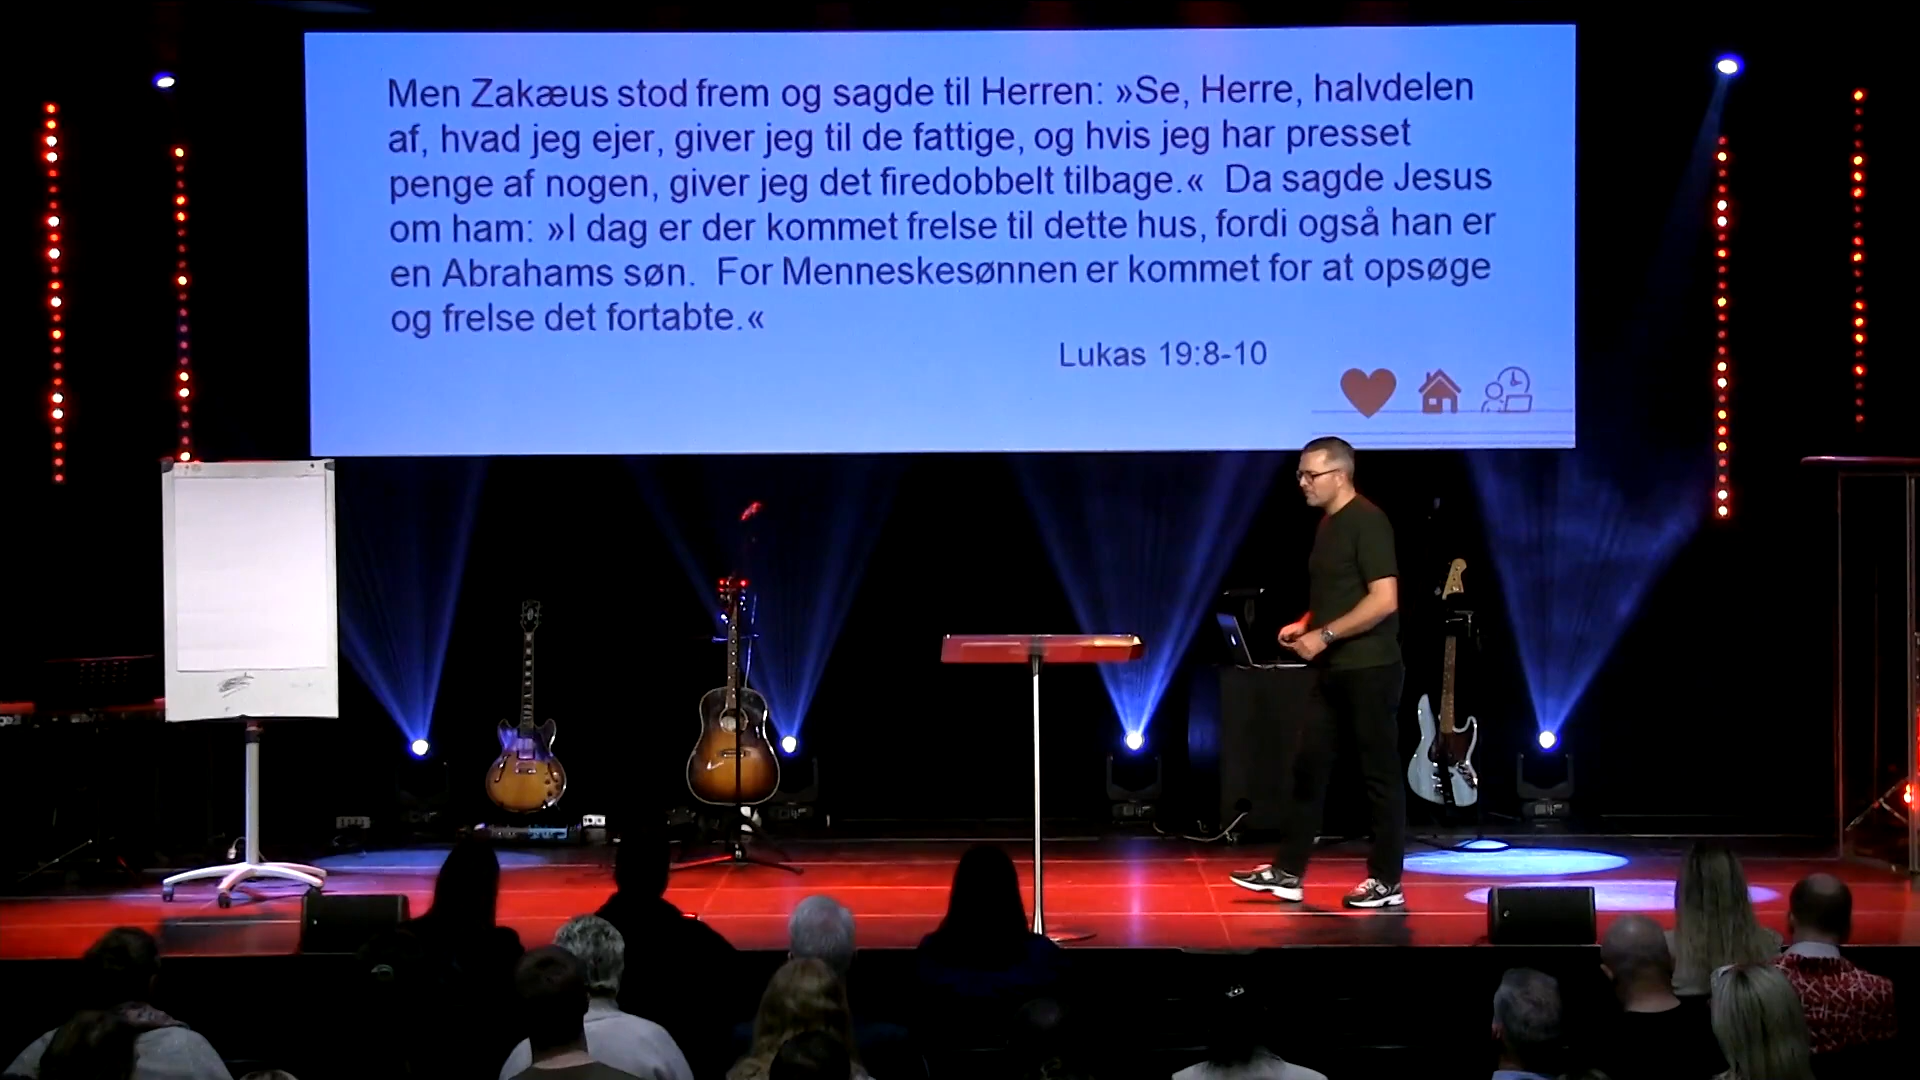 Men Zakæus stod frem og sagde til Herren: »Se, Herre, halvdelen
af, hvad jeg ejer, giver jeg til de fattige, og hvis jeg har presset
penge af nogen, giver jeg det firedobbelt tilbage.« Da sagde Jesus
om ham: »I dag er der kommet frelse til dette hus, fordi også han er
en Abrahams søn. For Menneskesønnen er kommet for at opsøge
og frelse det fortabte.«
Lukas 19:8-10